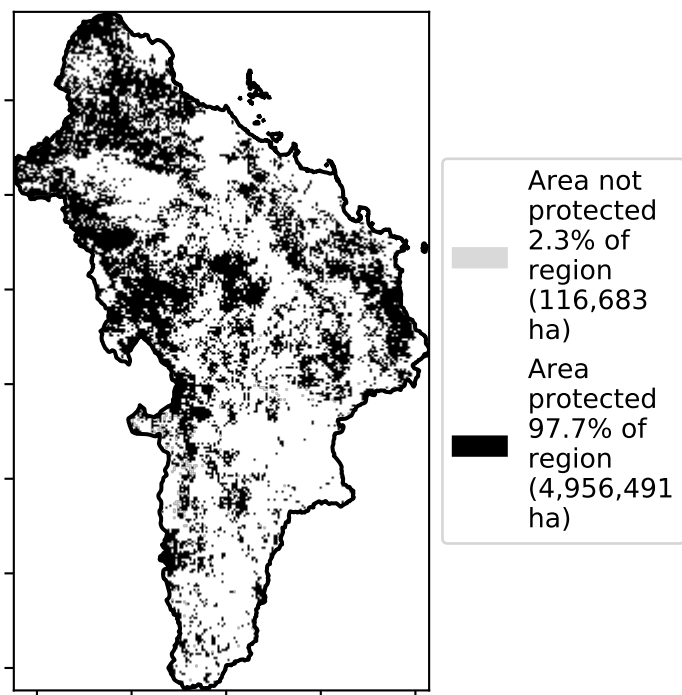 Area not
protected
2.3% of
region
(116,683
ha)
Area
protected
97.7% of
region
(4,956,491
ha)